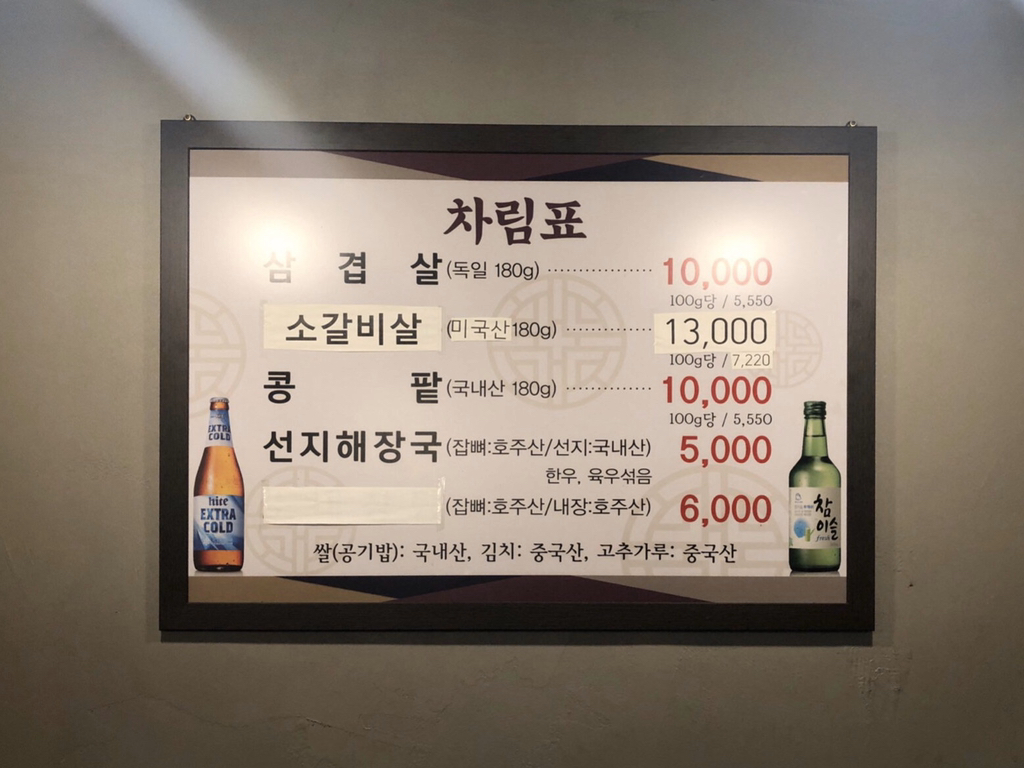 차림표
삼겹살 (독일 180g) ·················· 10,000
100g당 / 5,550
소갈비살 (미국산 180g) ··············· 13,000
100g당 / 7,220
콩팥 (국내산 180g) ··············· 10,000
100g당 / 5,550
선지해장국 (잡뼈:호주산/선지:국내산) 5,000
한우, 육우섞음
(잡뼈:호주산/내장:호주산) 6,000
쌀(공기밥): 국내산, 김치: 중국산, 고추가루: 중국산
EXTRA
COLD
hite
EXTRA
COLD
참
이슬
fresh